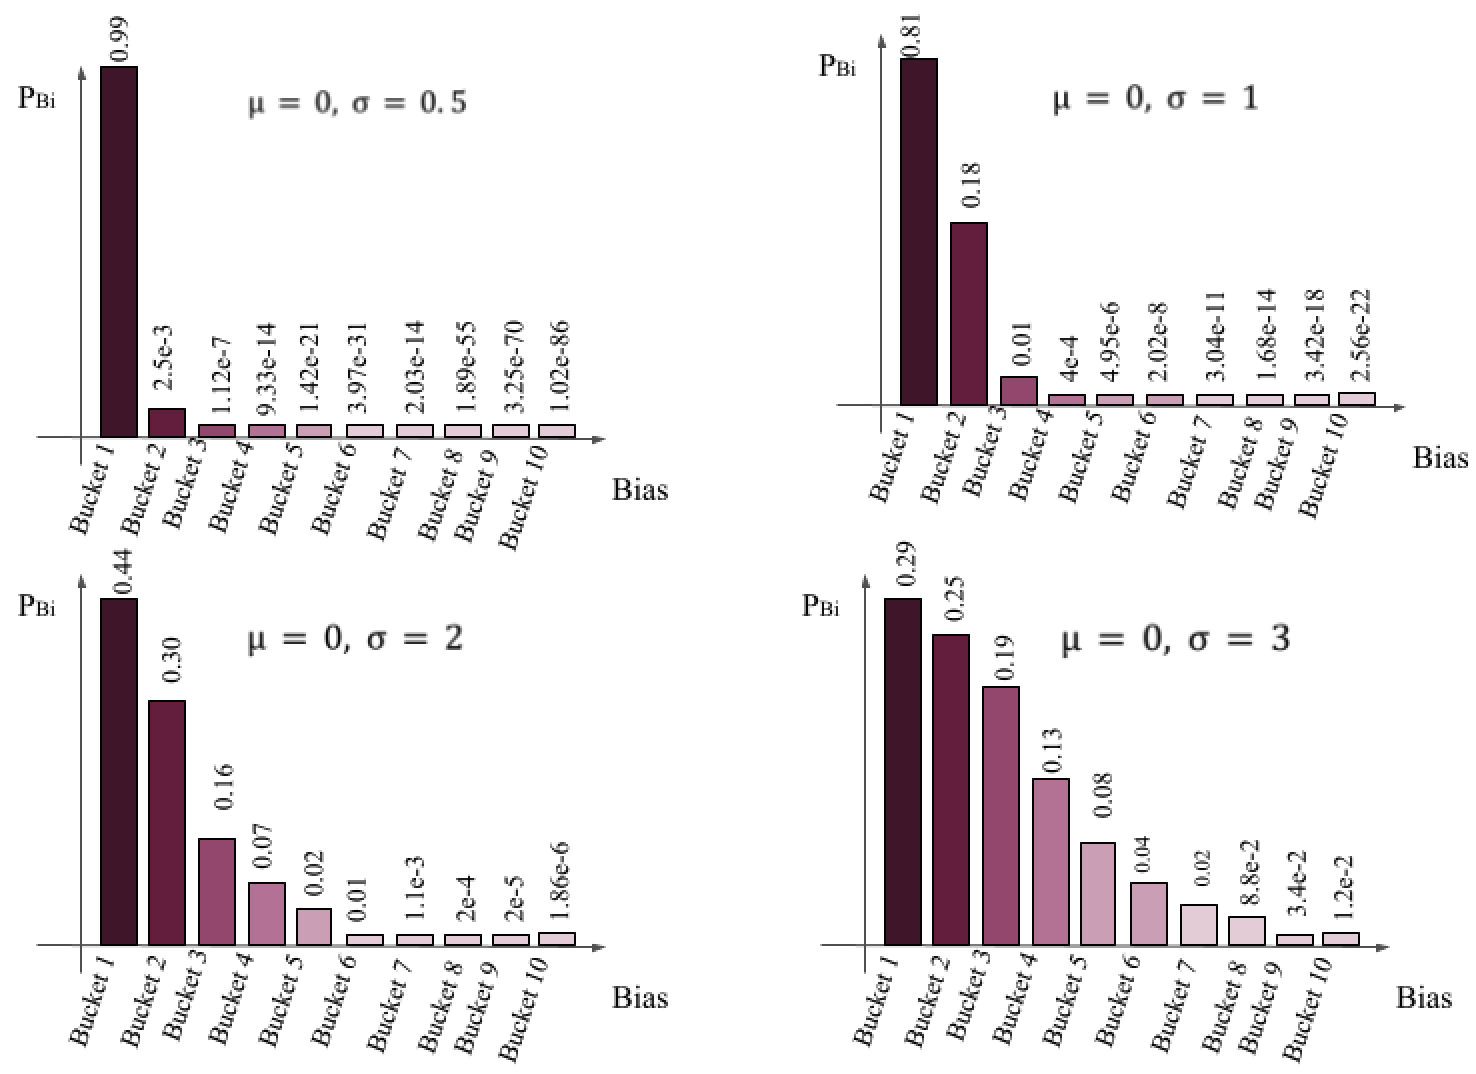 PBi
μ = 0, σ = 0.5
0.99
2.5e-3
1.12e-7
9.33e-14
1.42e-21
3.97e-31
2.03e-14
1.89e-55
3.25e-70
1.02e-86
Bucket 1
Bucket 2
Bucket 3
Bucket 4
Bucket 5
Bucket 6
Bucket 7
Bucket 8
Bucket 9
Bucket 10
Bias
PBi
μ = 0, σ = 1
0.81
0.18
0.01
4e-4
4.95e-6
2.02e-8
3.04e-11
1.68e-14
3.42e-18
2.56e-22
Bucket 1
Bucket 2
Bucket 3
Bucket 4
Bucket 5
Bucket 6
Bucket 7
Bucket 8
Bucket 9
Bucket 10
Bias
PBi
μ = 0, σ = 2
0.44
0.30
0.16
0.07
0.02
0.01
1.1e-3
2e-4
2e-5
1.86e-6
Bucket 1
Bucket 2
Bucket 3
Bucket 4
Bucket 5
Bucket 6
Bucket 7
Bucket 8
Bucket 9
Bucket 10
Bias
PBi
μ = 0, σ = 3
0.29
0.25
0.19
0.13
0.08
0.04
0.02
8.8e-2
3.4e-2
1.2e-2
Bucket 1
Bucket 2
Bucket 3
Bucket 4
Bucket 5
Bucket 6
Bucket 7
Bucket 8
Bucket 9
Bucket 10
Bias